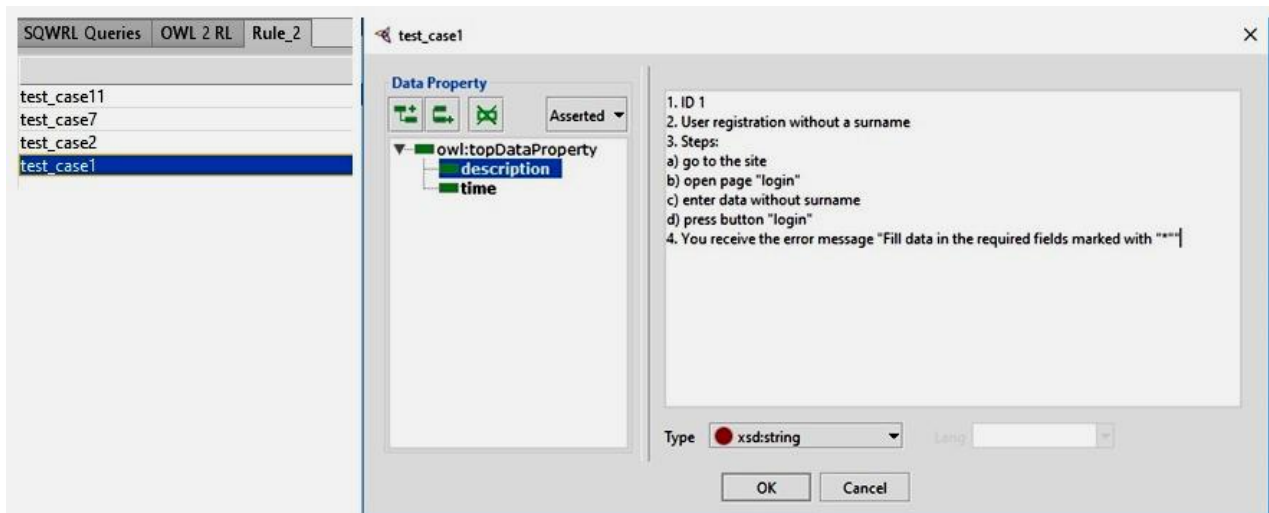 SQWRL Queries OWL 2 RL Rule_2
test_case11
test_case7
test_case2
test_case1
test_case1
Data Property
Asserted
owl:topDataProperty
description
time
1. ID 1
2. User registration without a surname
3. Steps:
a) go to the site
b) open page "login"
c) enter data without surname
d) press button "login"
4. You receive the error message "Fill data in the required fields marked with "*""
Type xsd:string Lang
OK Cancel